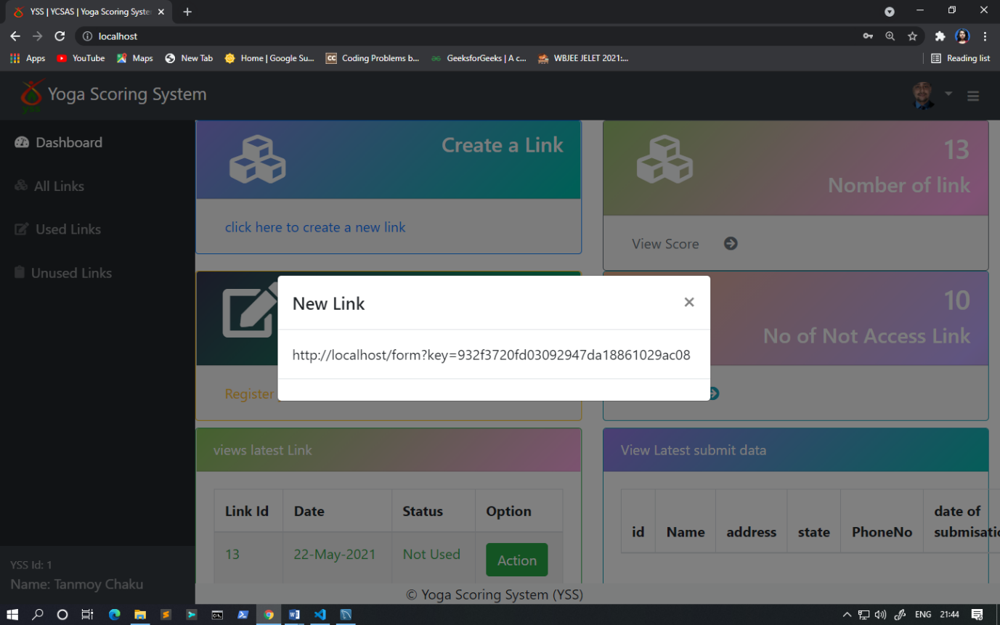 YSS | YCSAS | Yoga Scoring Syste
localhost
Apps
YouTube
Maps
New Tab
Home | Google Su...
CC
Coding Problems b...
GeeksforGeeks | A c...
WBJEE JELET 2021:...
Reading list
YSS
Yoga Scoring System
Dashboard
All Links
Used Links
Unused Links
YSS Id: 1
Name: Tanmoy Chaku
Create a Link
click here to create a new link
13
Nomber of link
View Score
New Link
×
http://localhost/form?key=932f3720fd03092947da18861029ac08
Register
10
No of Not Access Link
views latest Link
Link Id Date Status Option
13 22-May-2021 Not Used Action
View Latest submit data
id Name address state PhoneNo date of
submisatic
© Yoga Scoring System (YSS)
ENG 21:44